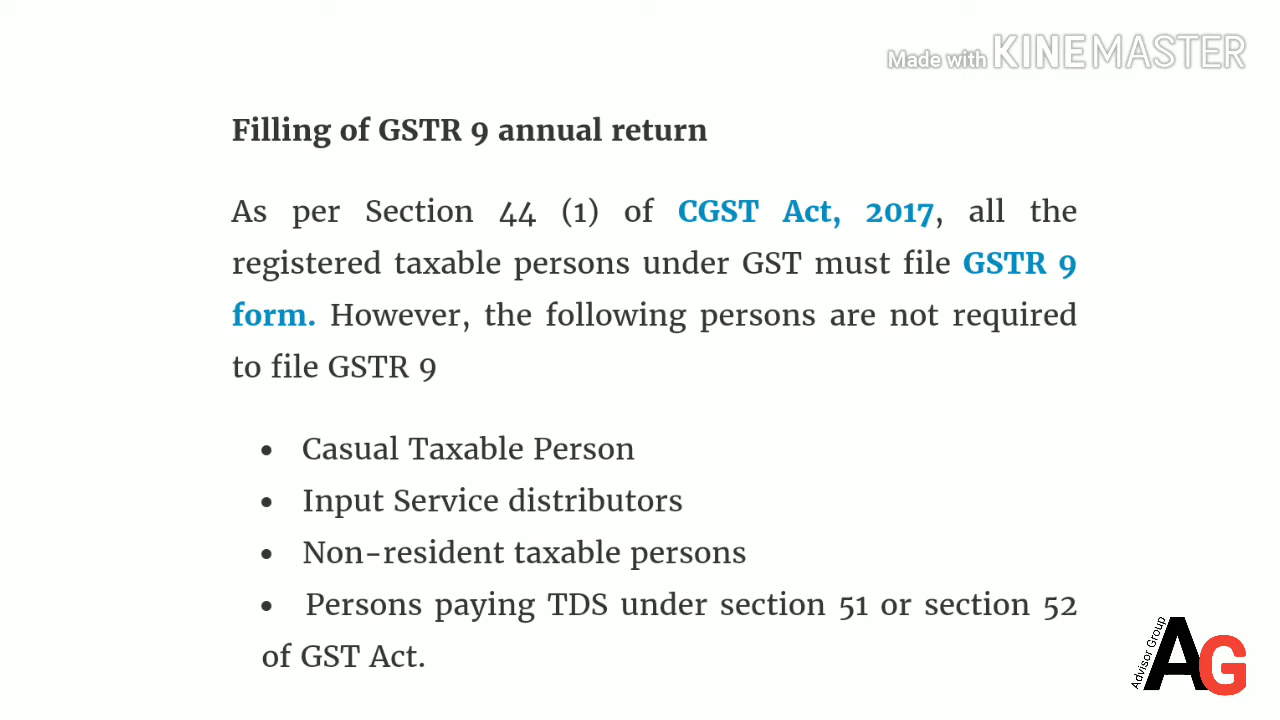 Made with KINEMASTER
Filling of GSTR 9 annual return
As per Section 44 (1) of CGST Act, 2017, all the
registered taxable persons under GST must file GSTR 9
form. However, the following persons are not required
to file GSTR 9
• Casual Taxable Person
• Input Service distributors
• Non-resident taxable persons
• Persons paying TDS under section 51 or section 52
of GST Act.
Advisor Group
AG